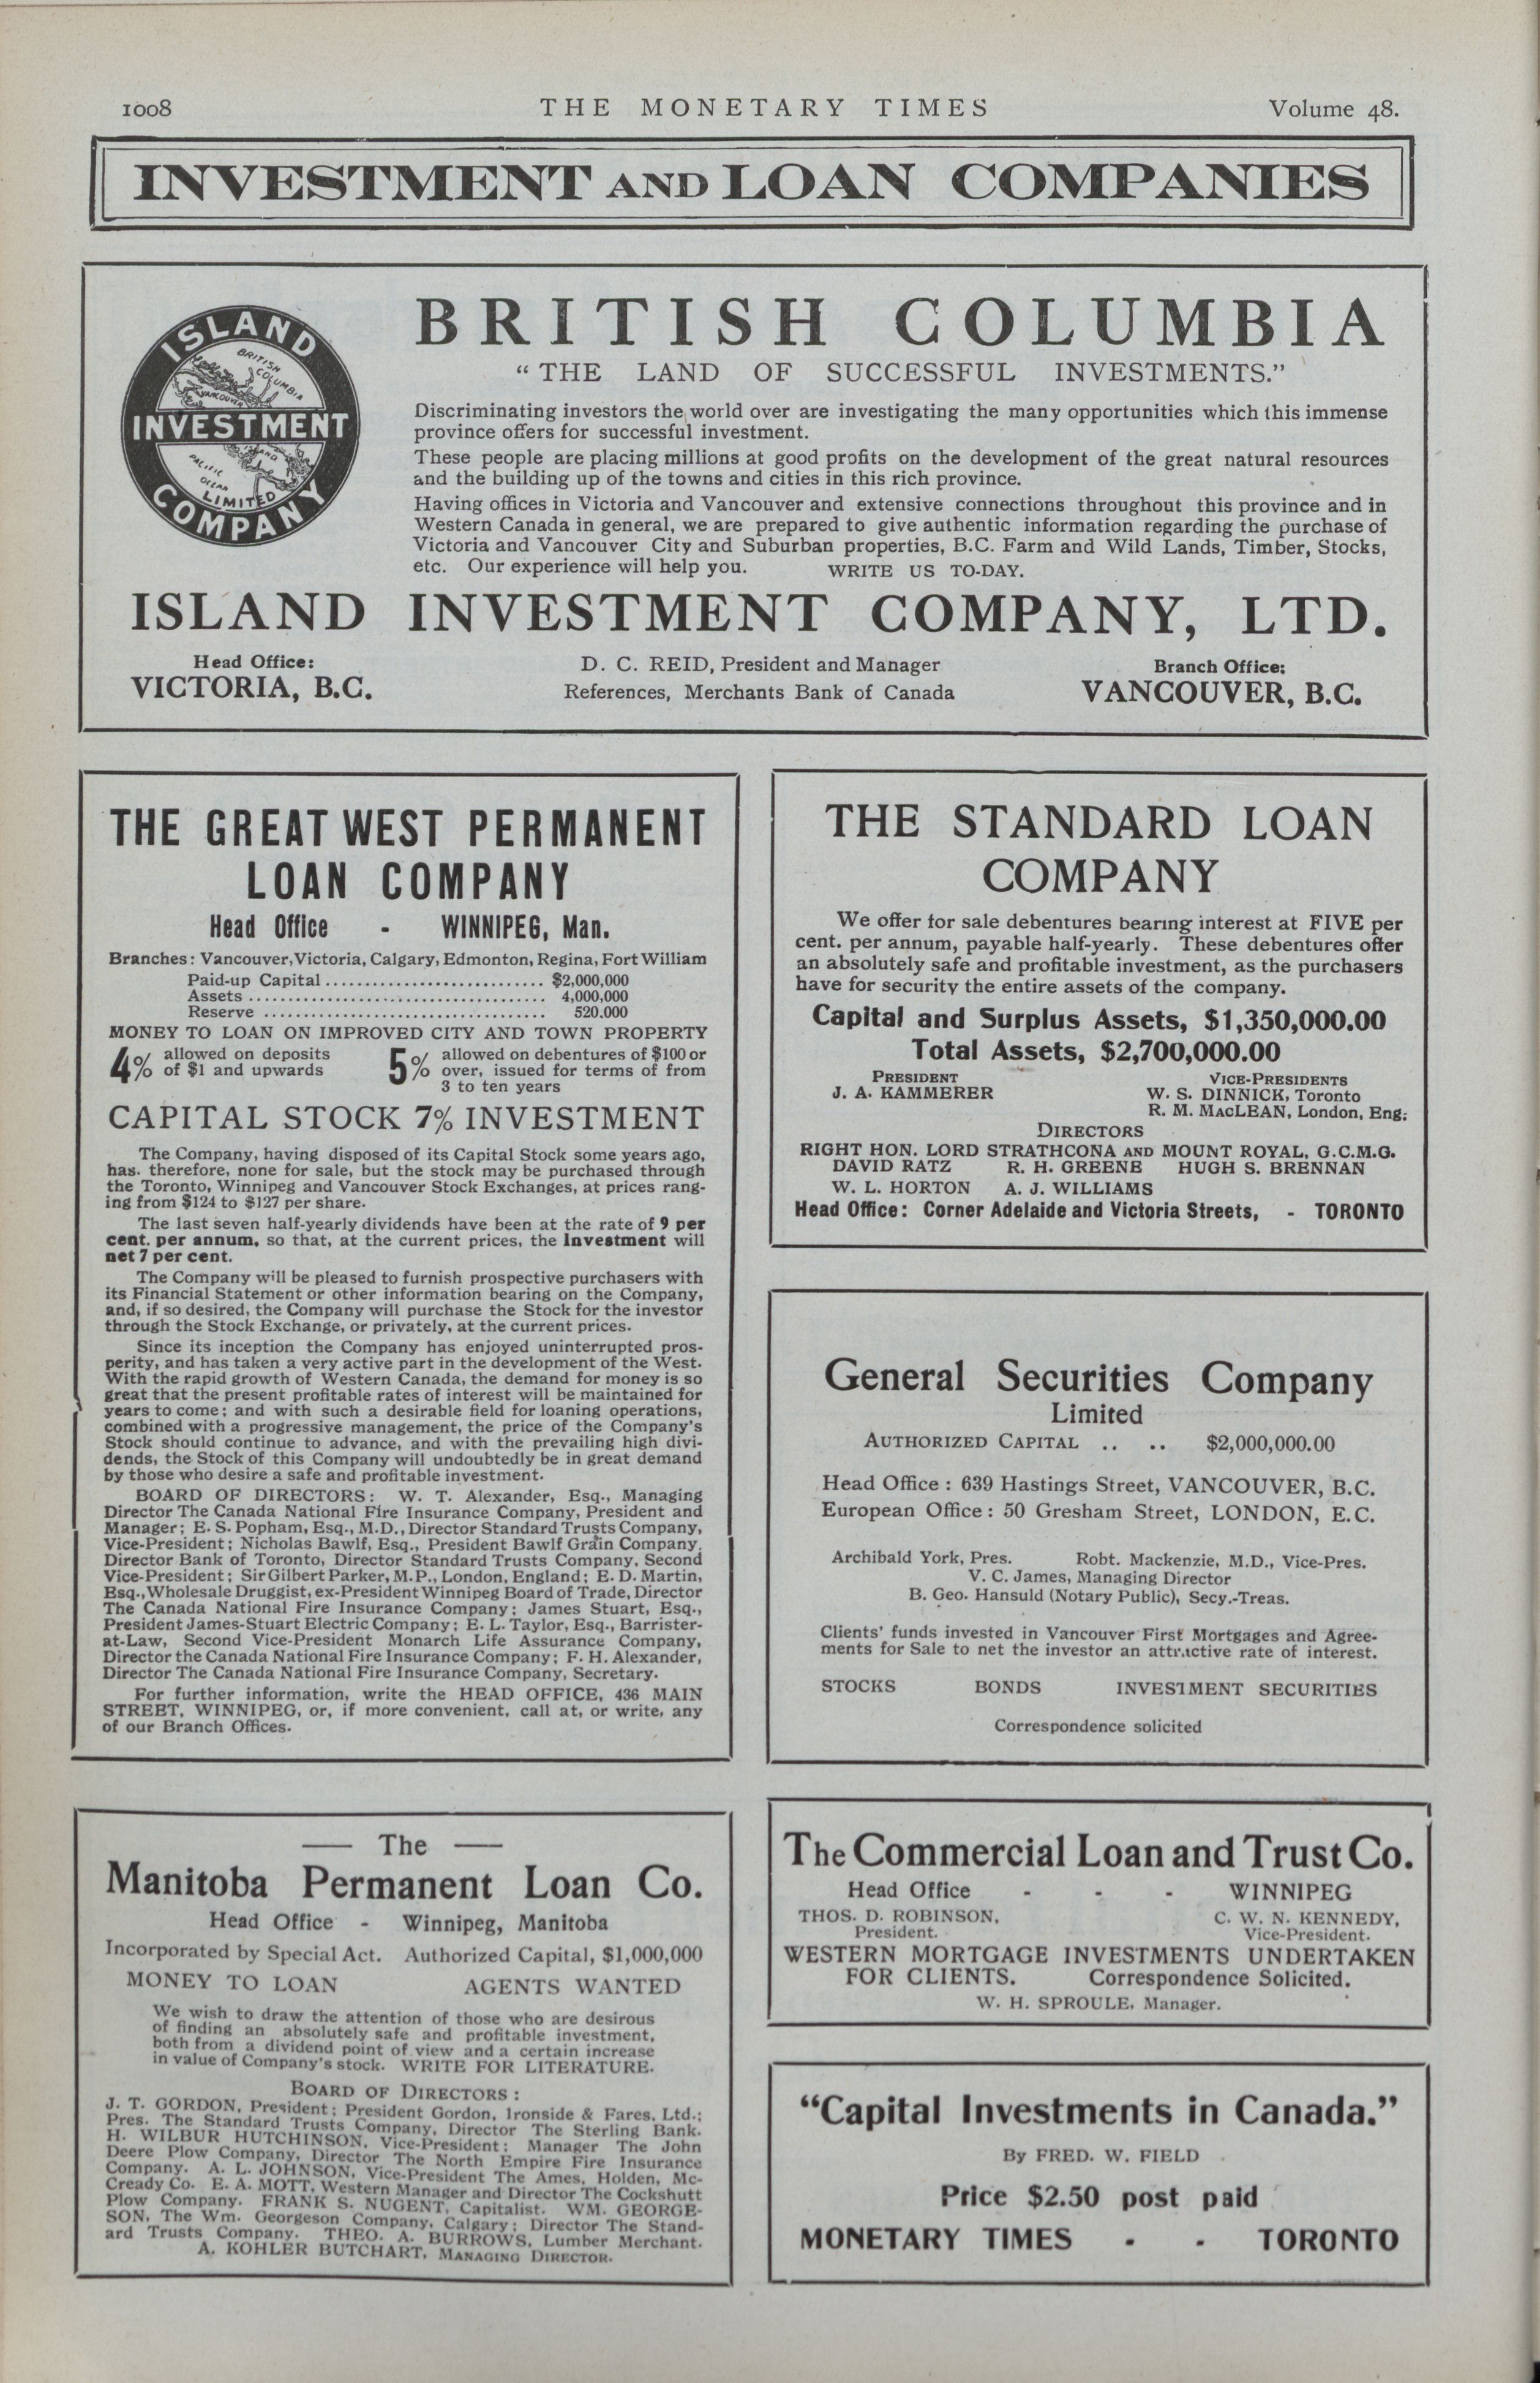 1008
THE MONETARY TIMES
Volume 48.
INVESTMENT AND LOAN COMPANIES
ISLAND
BRITISH
COLUMBIA
VANCOUVER
INVESTMENT
ISLAND
PACIFIC
OCEAN
LIMITED
COMPANY
BRITISH COLUMBIA
“THE LAND OF SUCCESSFUL INVESTMENTS.”
Discriminating investors the world over are investigating the many opportunities which this immense
province offers for successful investment.
These people are placing millions at good profits on the development of the great natural resources
and the building up of the towns and cities in this rich province.
Having offices in Victoria and Vancouver and extensive connections throughout this province and in
Western Canada in general, we are prepared to give authentic information regarding the purchase of
Victoria and Vancouver City and Suburban properties, B.C. Farm and Wild Lands, Timber, Stocks,
etc. Our experience will help you. WRITE US TO-DAY.
ISLAND INVESTMENT COMPANY, LTD.
Head Office:
VICTORIA, B.C.
D. C. REID, President and Manager
References, Merchants Bank of Canada
Branch Office:
VANCOUVER, B.C.
THE GREAT WEST PERMANENT
LOAN COMPANY
Head Office - WINNIPEG, Man.
Branches: Vancouver, Victoria, Calgary, Edmonton, Regina, Fort William
Paid-up Capital ............................ $2,000,000
Assets ...................................... 4,000,000
Reserve .................................... 520.000
MONEY TO LOAN ON IMPROVED CITY AND TOWN PROPERTY
4% allowed on deposits
of $1 and upwards
5% allowed on debentures of $100 or
over, issued for terms of from
3 to ten years
CAPITAL STOCK 7% INVESTMENT
The Company, having disposed of its Capital Stock some years ago,
has. therefore, none for sale, but the stock may be purchased through
the Toronto, Winnipeg and Vancouver Stock Exchanges, at prices rang-
ing from $124 to $127 per share.
The last seven half-yearly dividends have been at the rate of 9 per
cent. per annum, so that, at the current prices, the Investment will
net 7 per cent.
The Company will be pleased to furnish prospective purchasers with
its Financial Statement or other information bearing on the Company,
and, if so desired, the Company will purchase the Stock for the investor
through the Stock Exchange, or privately, at the current prices.
Since its inception the Company has enjoyed uninterrupted pros-
perity, and has taken a very active part in the development of the West.
With the rapid growth of Western Canada, the demand for money is so
great that the present profitable rates of interest will be maintained for
years to come; and with such a desirable field for loaning operations,
combined with a progressive management, the price of the Company's
Stock should continue to advance, and with the prevailing high divi-
dends, the Stock of this Company will undoubtedly be in great demand
by those who desire a safe and profitable investment.
BOARD OF DIRECTORS: W. T. Alexander, Esq., Managing
Director The Canada National Fire Insurance Company, President and
Manager; E. S. Popham, Esq., M.D., Director Standard Trusts Company,
Vice-President; Nicholas Bawlf, Esq., President Bawlf Grain Company.
Director Bank of Toronto, Director Standard Trusts Company, Second
Vice-President; Sir Gilbert Parker, M.P., London, England; E. D. Martin,
Esq., Wholesale Druggist, ex-President Winnipeg Board of Trade, Director
The Canada National Fire Insurance Company; James Stuart, Esq.,
President James-Stuart Electric Company; E. L. Taylor, Esq., Barrister-
at-Law, Second Vice-President Monarch Life Assurance Company,
Director the Canada National Fire Insurance Company; F. H. Alexander,
Director The Canada National Fire Insurance Company, Secretary.
For further information, write the HEAD OFFICE, 436 MAIN
STREET, WINNIPEG, or, if more convenient, call at, or write, any
of our Branch Offices.
THE STANDARD LOAN
COMPANY
We offer for sale debentures bearing interest at FIVE per
cent. per annum, payable half-yearly. These debentures offer
an absolutely safe and profitable investment, as the purchasers
have for security the entire assets of the company.
Capital and Surplus Assets, $1,350,000.00
Total Assets, $2,700,000.00
PRESIDENT
J. A. KAMMERER
VICE-PRESIDENTS
W. S. DINNICK, Toronto
R. M. MACLEAN, London, Eng.
DIRECTORS
RIGHT HON. LORD STRATHCONA AND MOUNT ROYAL, G.C.M.G.
DAVID RATZ R. H. GREENE HUGH S. BRENNAN
W. L. HORTON A. J. WILLIAMS
Head Office: Corner Adelaide and Victoria Streets, - TORONTO
General Securities Company
Limited
AUTHORIZED CAPITAL .. .. $2,000,000.00
Head Office : 639 Hastings Street, VANCOUVER, B.C.
European Office : 50 Gresham Street, LONDON, E.C.
Archibald York, Pres. Robt. Mackenzie, M.D., Vice-Pres.
V. C. James, Managing Director
B. Geo. Hansuld (Notary Public), Secy.-Treas.
Clients' funds invested in Vancouver First Mortgages and Agree-
ments for Sale to net the investor an attractive rate of interest.
STOCKS BONDS INVESTMENT SECURITIES
Correspondence solicited
— The —
Manitoba Permanent Loan Co.
Head Office - Winnipeg, Manitoba
Incorporated by Special Act. Authorized Capital, $1,000,000
MONEY TO LOAN AGENTS WANTED
We wish to draw the attention of those who are desirous
of finding an absolutely safe and profitable investment,
both from a dividend point of view and a certain increase
in value of Company's stock. WRITE FOR LITERATURE.
BOARD OF DIRECTORS :
J. T. GORDON, President; President Gordon, Ironside & Fares, Ltd.;
Pres. The Standard Trusts Company, Director The Sterling Bank.
H. WILBUR HUTCHINSON, Vice-President; Manager The John
Deere Plow Company, Director The North Empire Fire Insurance
Company. A. L. JOHNSON, Vice-President The Ames, Holden, Mc-
Cready Co. E. A. MOTT, Western Manager and Director The Cockshutt
Plow Company. FRANK S. NUGENT, Capitalist. WM. GEORGE-
SON, The Wm. Georgeson Company, Calgary; Director The Stand-
ard Trusts Company. THEO. A. BURROWS, Lumber Merchant.
A. KOHLER BUTCHART, MANAGING DIRECTOR.
The Commercial Loan and Trust Co.
Head Office - - - WINNIPEG
THOS. D. ROBINSON,
President.
C. W. N. KENNEDY,
Vice-President.
WESTERN MORTGAGE INVESTMENTS UNDERTAKEN
FOR CLIENTS. Correspondence Solicited.
W. H. SPROULE, Manager.
“Capital Investments in Canada.”
By FRED. W. FIELD
Price $2.50 post paid
MONETARY TIMES - - TORONTO